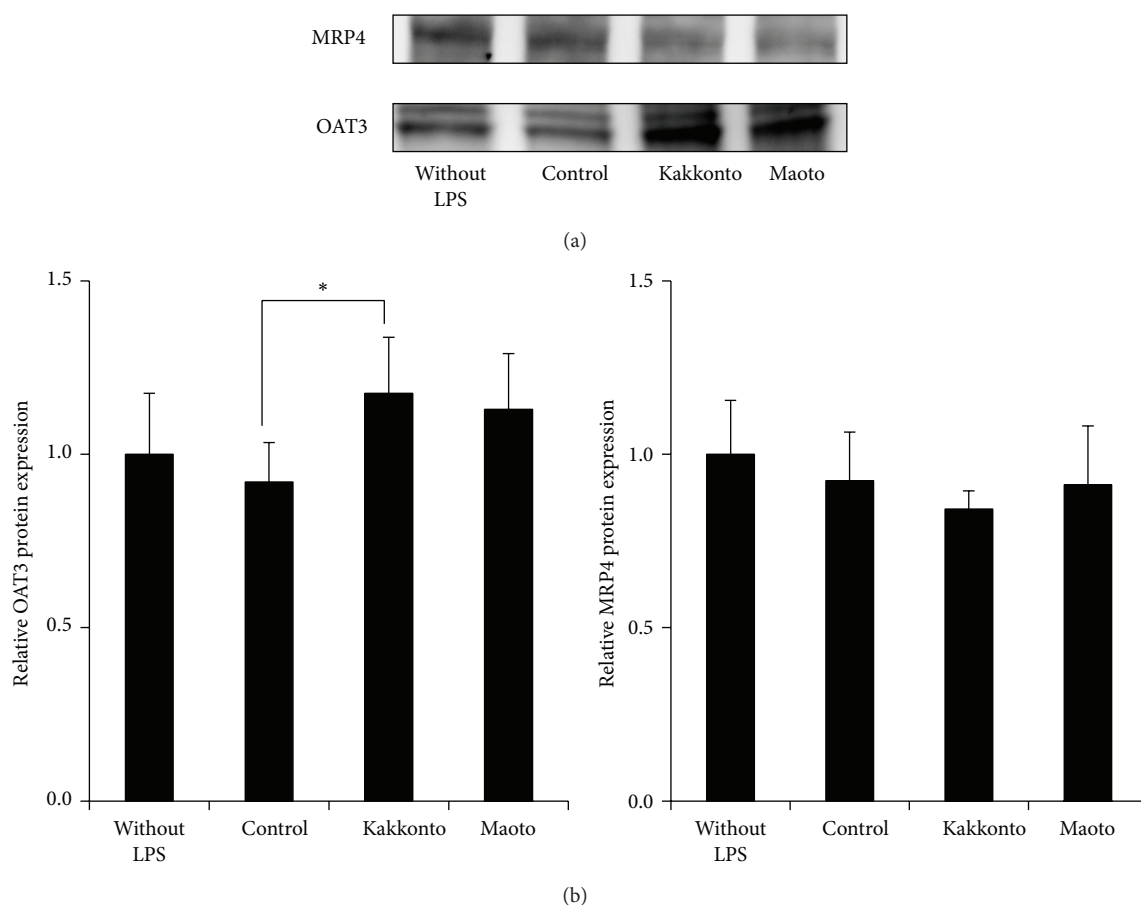 MRP4
OAT3
Without
LPS
Control
Kakkonto
Maoto
(a)
Relative OAT3 protein expression
1.5
1.0
0.5
0.0
*
Without
LPS
Control
Kakkonto
Maoto
Relative MRP4 protein expression
1.5
1.0
0.5
0.0
Without
LPS
Control
Kakkonto
Maoto
(b)